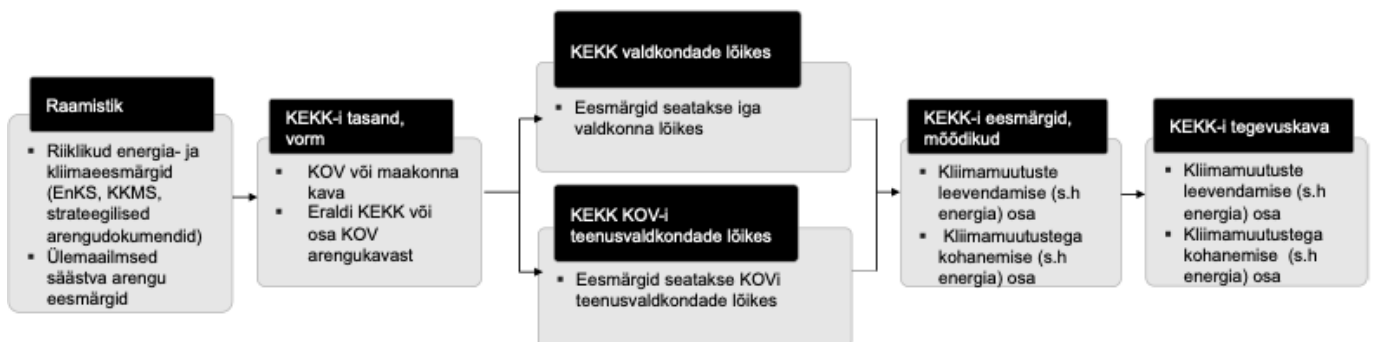 Raamistik
▪ Riiklikud energia- ja
kliimaeesmärgid
(EnKS, KKMS,
strateegilised
arengudokumendid)
▪ Ülemaailmsed
säästva arengu
eesmärgid
KEKK-i tasand,
vorm
▪ KOV või maakonna
kava
▪ Eraldi KEKK või
osa KOV
arengukavast
KEKK valdkondade lõikes
▪ Eesmärgid seatakse iga
valdkonna lõikes
KEKK KOV-i
teenusvaldkondade lõikes
▪ Eesmärgid seatakse KOVi
teenusvaldkondade lõikes
KEKK-i eesmärgid,
mõõdikud
▪ Kliimamuutuste
leevendamise (s.h
energia) osa
▪ Kliimamuutustega
kohanemise (s.h
energia) osa
KEKK-i tegevuskava
▪ Kliimamuutuste
leevendamise (s.h
energia) osa
▪ Kliimamuutustega
kohanemise (s.h
energia) osa